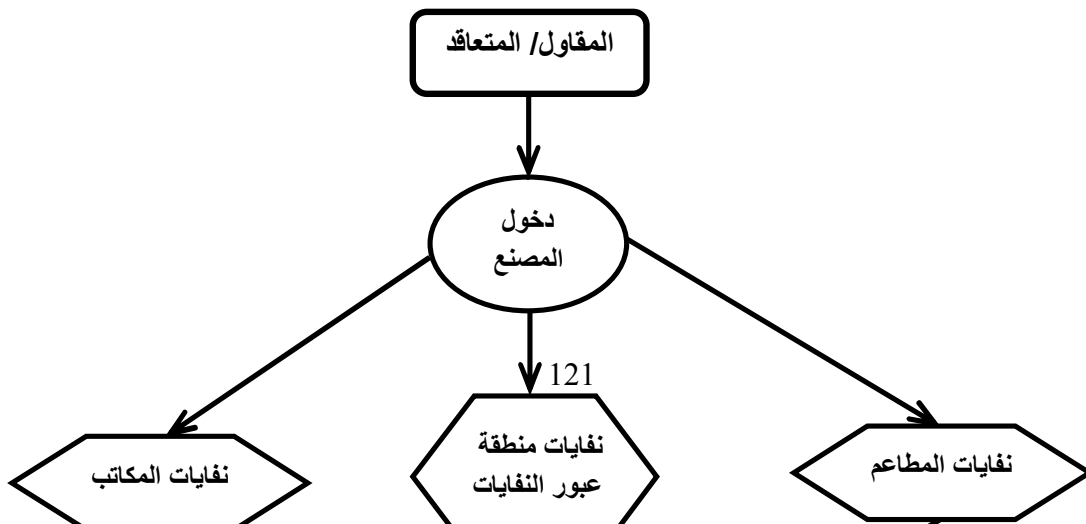 المقاول/ المتعاقد
دخول
المصنع
121
نفايات المطاعم
نفايات منطقة
عبور النفايات
نفايات المكاتب